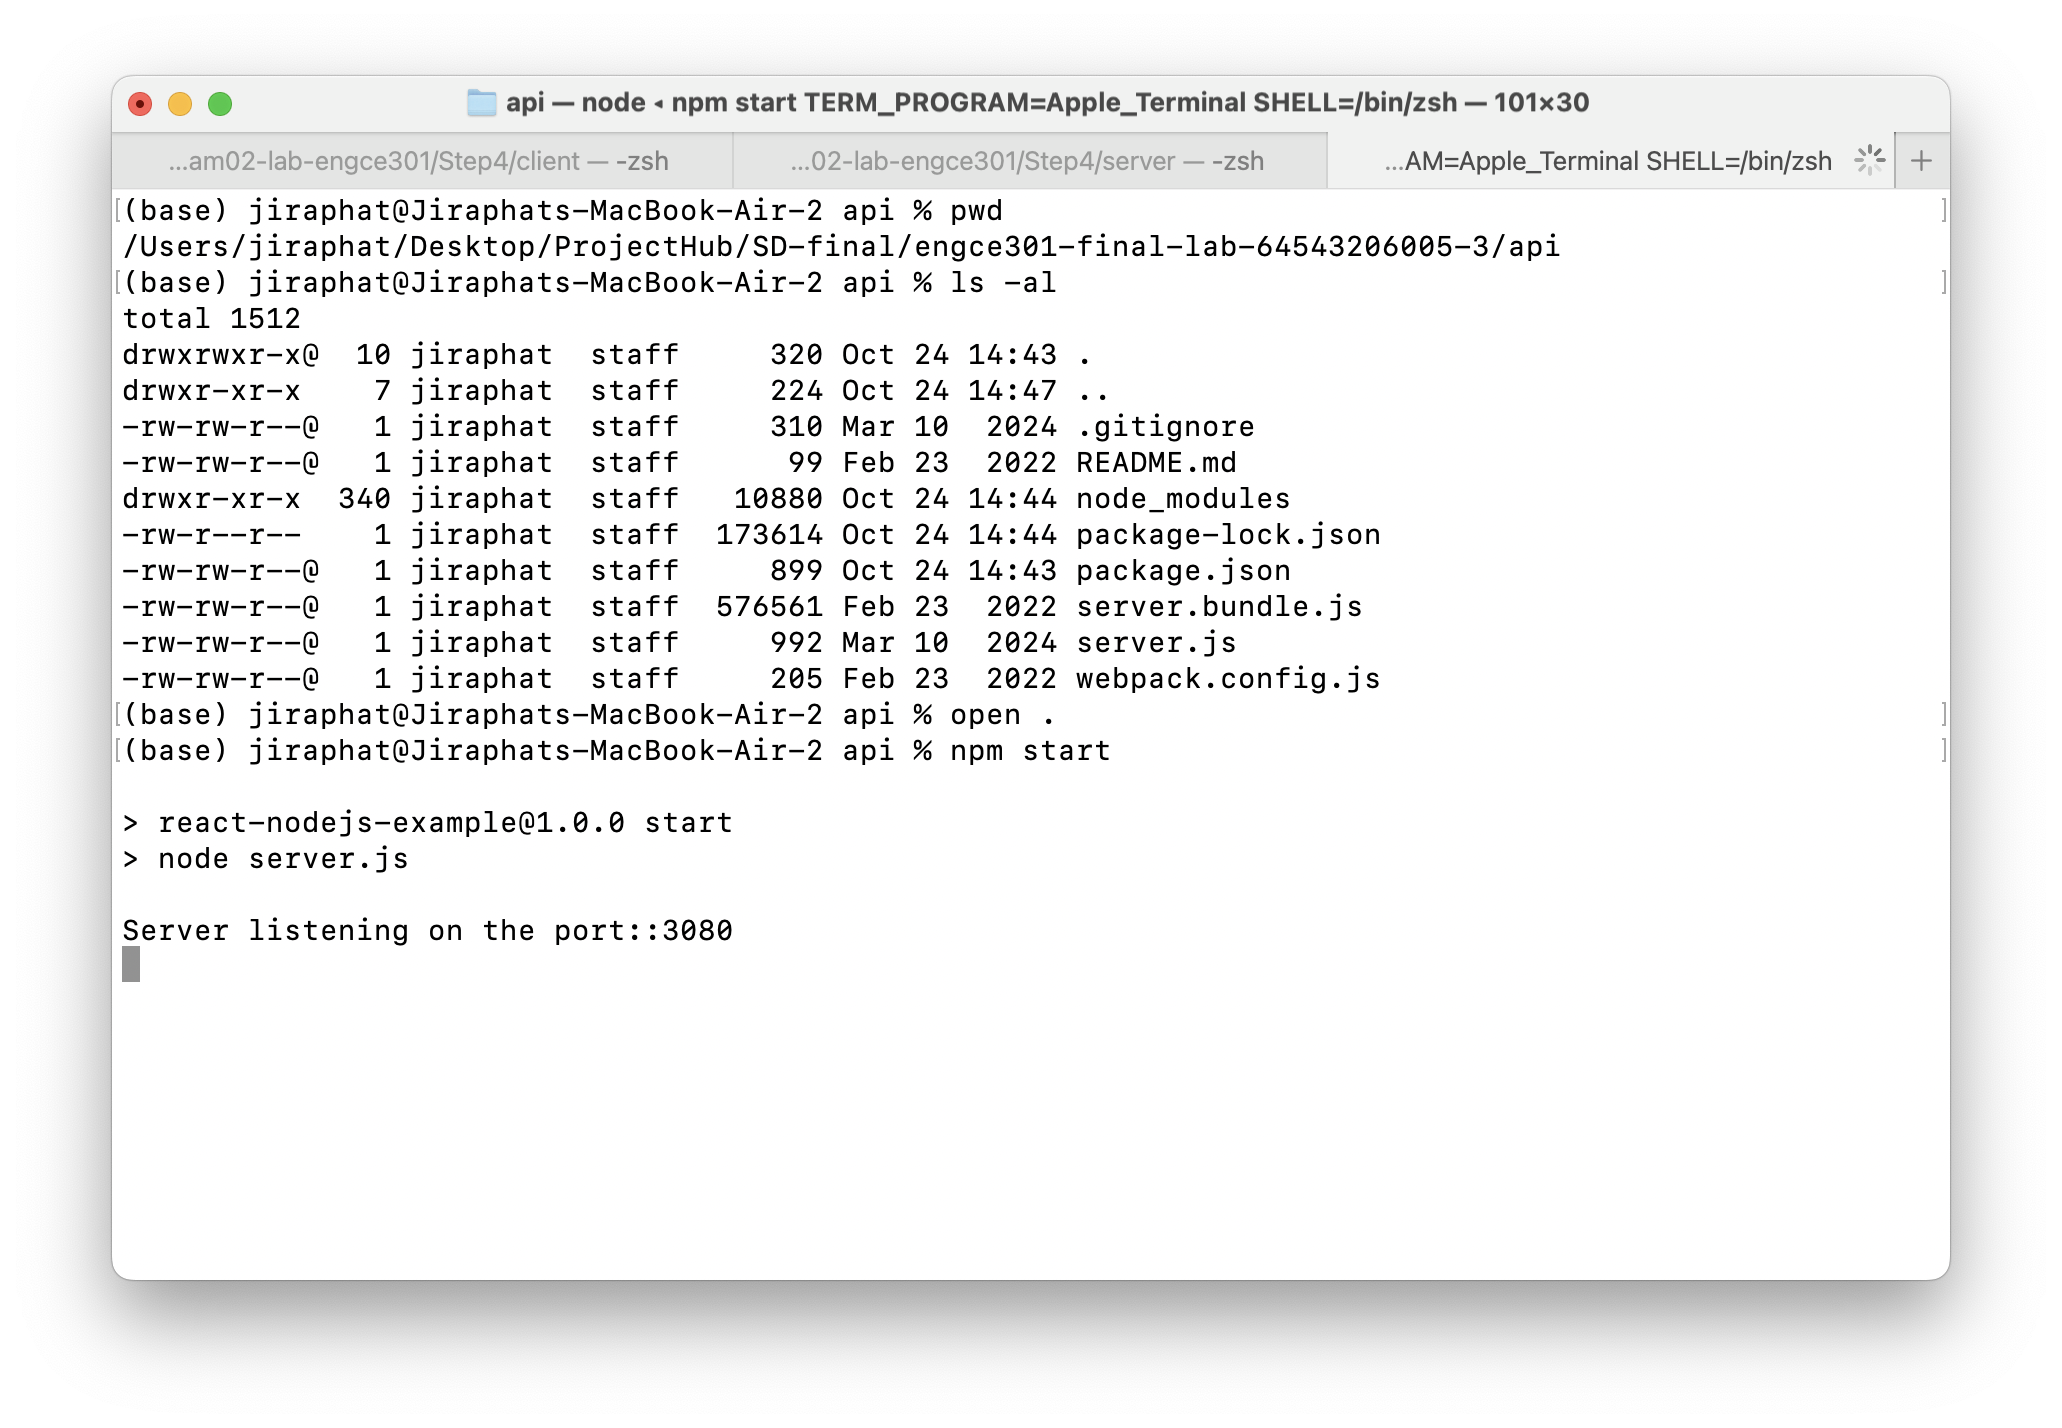 api — node ◂ npm start TERM_PROGRAM=Apple_Terminal SHELL=/bin/zsh — 101×30
...am02-lab-engce301/Step4/client — -zsh
...02-lab-engce301/Step4/server — -zsh
...AM=Apple_Terminal SHELL=/bin/zsh
+
[(base) jiraphat@Jiraphats-MacBook-Air-2 api % pwd ]
/Users/jiraphat/Desktop/ProjectHub/SD-final/engce301-final-lab-64543206005-3/api
[(base) jiraphat@Jiraphats-MacBook-Air-2 api % ls -al ]
total 1512
drwxrwxr-x@  10 jiraphat  staff     320 Oct 24 14:43 .
drwxr-xr-x    7 jiraphat  staff     224 Oct 24 14:47 ..
-rw-rw-r--@   1 jiraphat  staff     310 Mar 10  2024 .gitignore
-rw-rw-r--@   1 jiraphat  staff      99 Feb 23  2022 README.md
drwxr-xr-x  340 jiraphat  staff   10880 Oct 24 14:44 node_modules
-rw-r--r--    1 jiraphat  staff  173614 Oct 24 14:44 package-lock.json
-rw-rw-r--@   1 jiraphat  staff     899 Oct 24 14:43 package.json
-rw-rw-r--@   1 jiraphat  staff  576561 Feb 23  2022 server.bundle.js
-rw-rw-r--@   1 jiraphat  staff     992 Mar 10  2024 server.js
-rw-rw-r--@   1 jiraphat  staff     205 Feb 23  2022 webpack.config.js
[(base) jiraphat@Jiraphats-MacBook-Air-2 api % open . ]
[(base) jiraphat@Jiraphats-MacBook-Air-2 api % npm start ]
> react-nodejs-example@1.0.0 start
> node server.js
Server listening on the port::3080